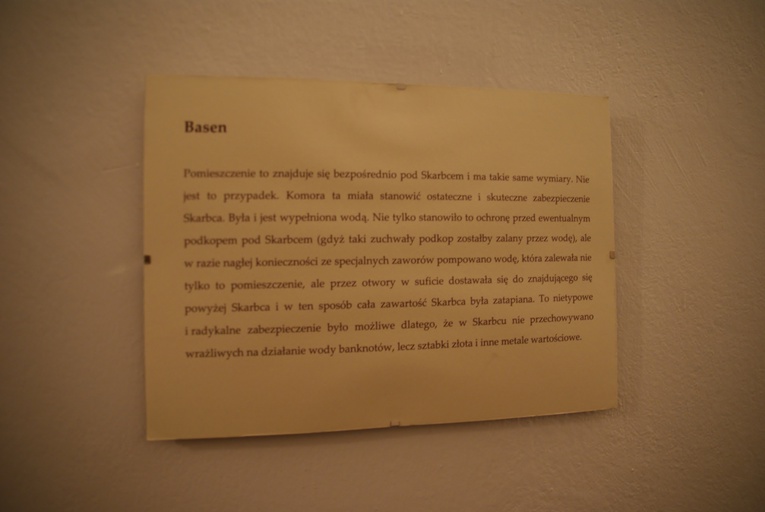 Basen
Pomieszczenie to znajduje się bezpośrednio pod Skarbcem i ma takie same wymiary. Nie
jest to przypadek. Komora ta miała stanowić ostateczne i skuteczne zabezpieczenie
Skarbca. Była i jest wypełniona wodą. Nie tylko stanowiło to ochronę przed ewentualnym
podkopem pod Skarbcem (gdyż taki zuchwały podkop zostałby zalany przez wodę), ale
w razie nagłej konieczności ze specjalnych zaworów pompowano wodę, która zalewała nie
tylko to pomieszczenie, ale przez otwory w suficie dostawała się do znajdującego się
powyżej Skarbca i w ten sposób cała zawartość Skarbca była zatapiana. To nietypowe
i radykalne zabezpieczenie było możliwe dlatego, że w Skarbcu nie przechowywano
wrażliwych na działanie wody banknotów, lecz sztabki złota i inne metale wartościowe.